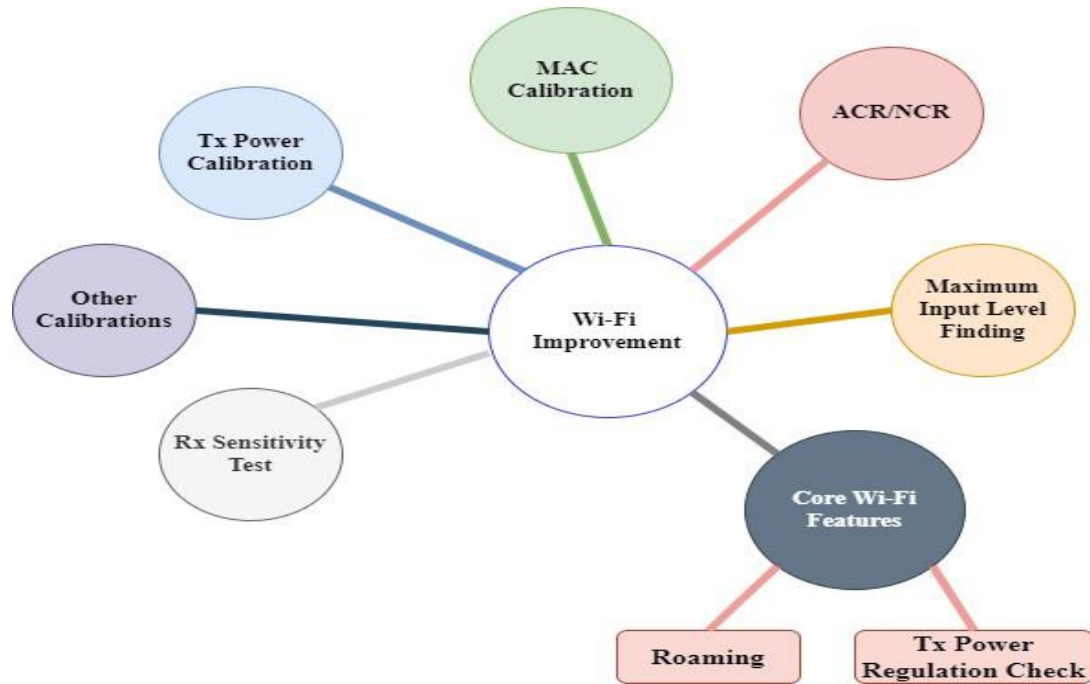 MAC
Calibration
ACR/NCR
Tx Power
Calibration
Other
Calibrations
Wi-Fi
Improvement
Maximum
Input Level
Finding
Rx Sensitivity
Test
Core Wi-Fi
Features
Roaming
Tx Power
Regulation Check